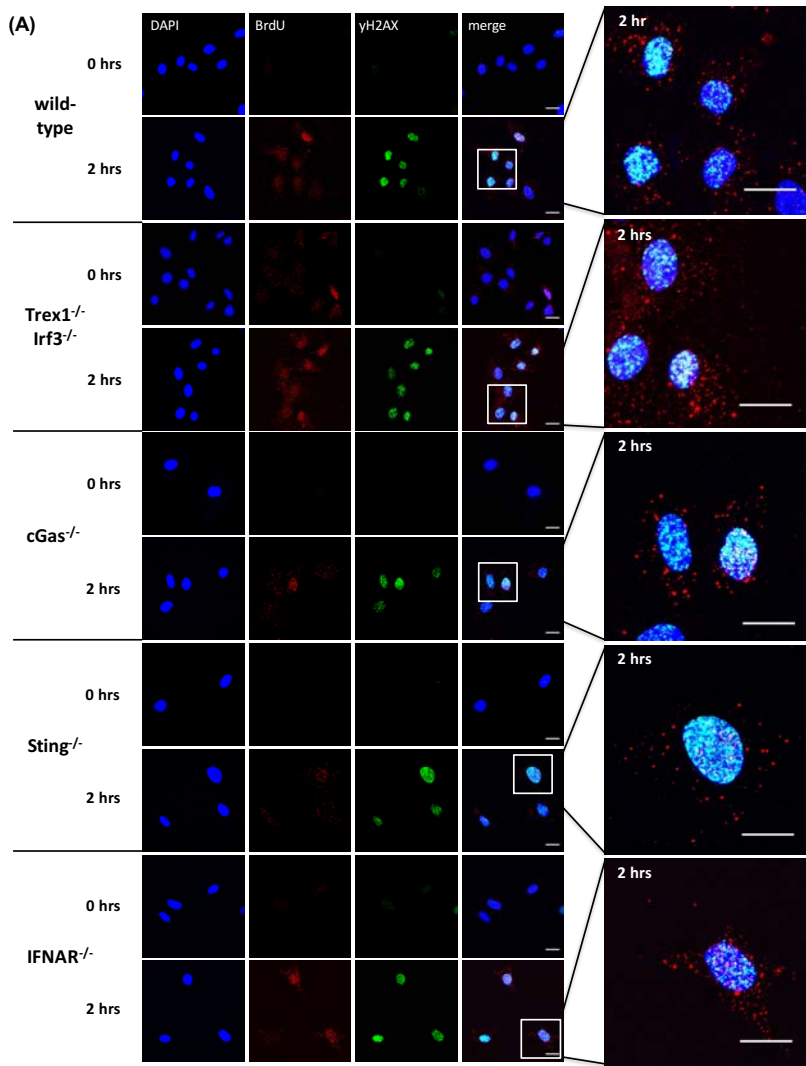 (A)
DAPI BrdU yH2AX merge
0 hrs
wild-
type
2 hrs
2 hr
0 hrs
Trex1-/-
Irf3-/-
2 hrs
2 hrs
0 hrs
cGas-/-
2 hrs
2 hrs
0 hrs
Sting-/-
2 hrs
2 hrs
0 hrs
IFNAR-/-
2 hrs
2 hrs